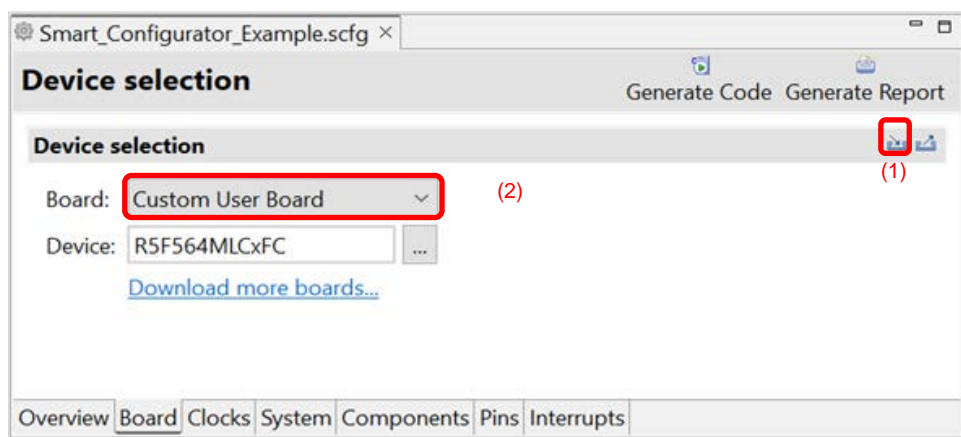 Smart_Configurator_Example.scfg ×
Device selection
Generate Code Generate Report
Device selection
(1)
Board: Custom User Board
(2)
Device: R5F564MLCxFC ...
Download more boards...
Overview Board Clocks System Components Pins Interrupts